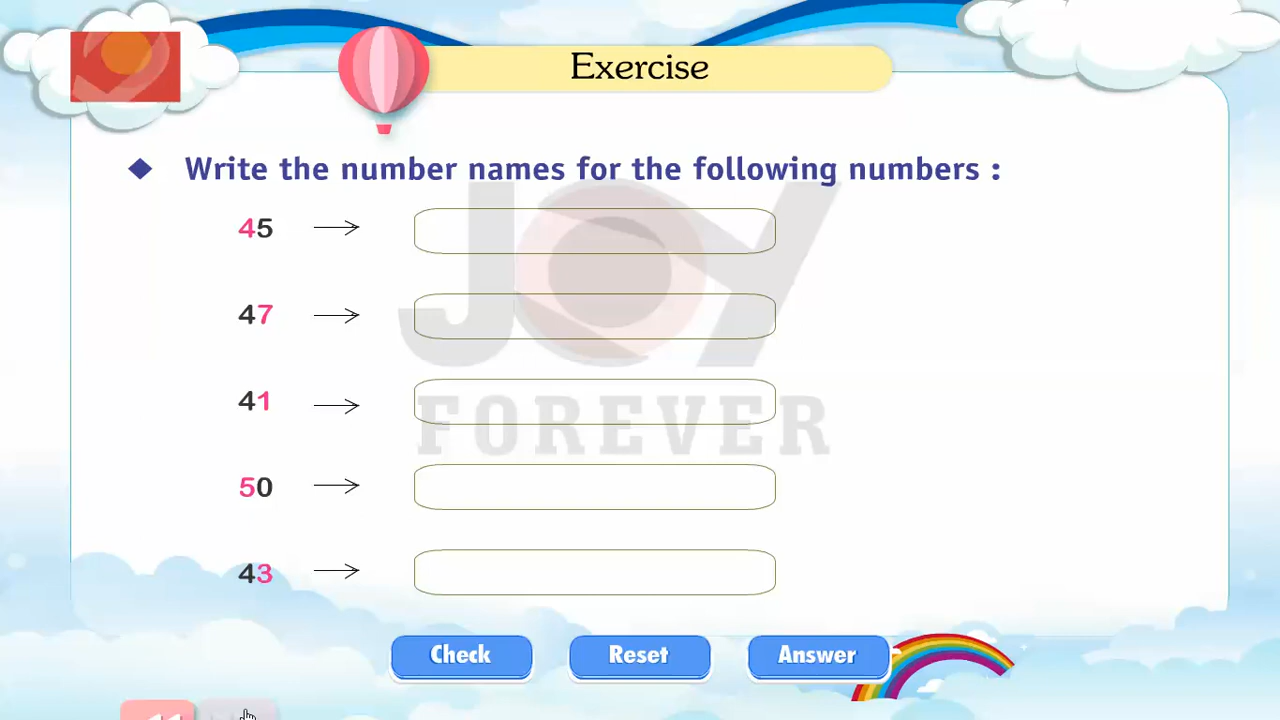 Exercise
Write the number names for the following numbers :
45
47
41
50
43
JOY
FOREVER
Check Reset Answer